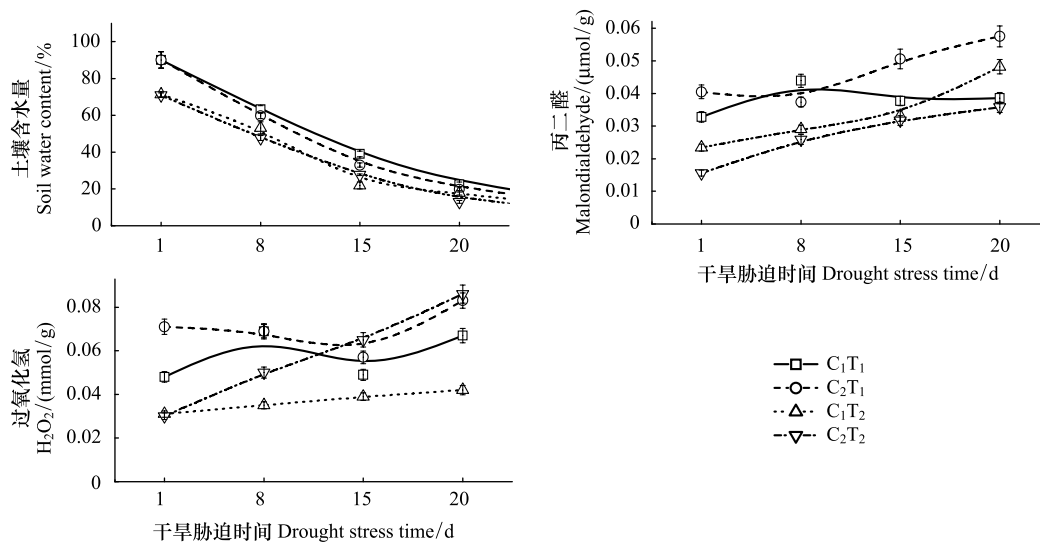 土壤含水量
Soil water content/%
100
80
60
40
20
0
1
8
15
20
丙二醛
Malondialdehyde/(μmol/g)
0.06
0.05
0.04
0.03
0.02
0.01
0
1
8
15
20
干旱胁迫时间 Drought stress time/d
过氧化氢
H₂O₂/(mmol/g)
0.08
0.06
0.04
0.02
0
1
8
15
20
干旱胁迫时间 Drought stress time/d
C₁T₁
C₂T₁
C₁T₂
C₂T₂